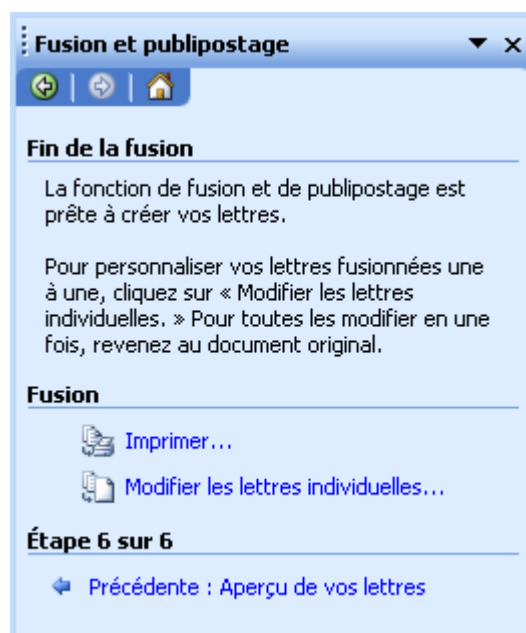 Fusion et publipostage
Fin de la fusion
La fonction de fusion et de publipostage est
prête à créer vos lettres.
Pour personnaliser vos lettres fusionnées une
à une, cliquez sur « Modifier les lettres
individuelles. » Pour toutes les modifier en une
fois, revenez au document original.
Fusion
Imprimer...
Modifier les lettres individuelles...
Étape 6 sur 6
Précédente : Aperçu de vos lettres